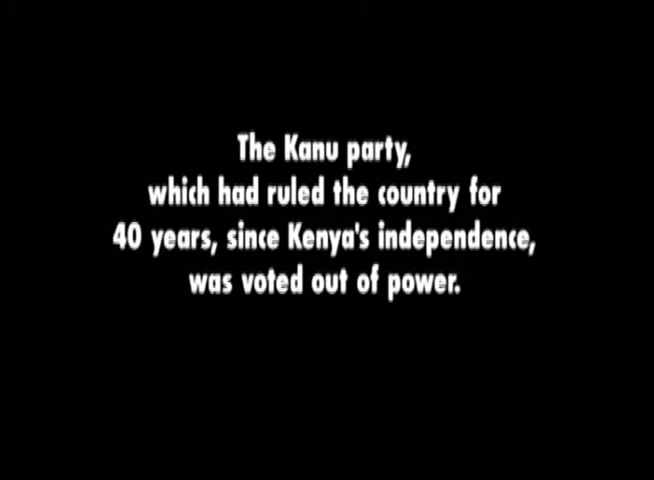 The Kanu party,
which had ruled the country for
40 years, since Kenya's independence,
was voted out of power.